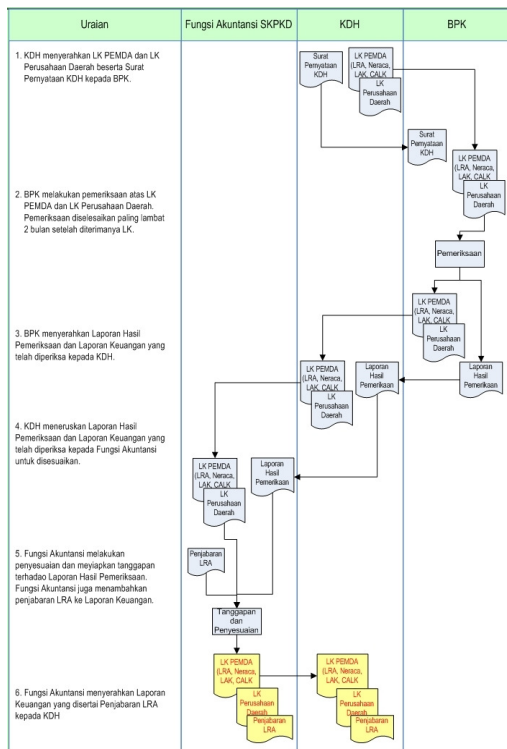 Uraian
Fungsi Akuntansi SKPKD
KDH
BPK
1. KDH menyerahkan LK PEMDA dan LK
Perusahaan Daerah beserta Surat
Pernyataan KDH kepada BPK.
Surat
Pernyataan
KDH
LK PEMDA
(LRA, Neraca,
LAK, CALK
LK
Perusahaan
Daerah
Surat
Pernyataan
KDH
LK PEMDA
(LRA, Neraca,
LAK, CALK
LK
Perusahaan
Daerah
2. BPK melakukan pemeriksaan atas LK
PEMDA dan LK Perusahaan Daerah.
Pemeriksaan diselesaikan paling lambat
2 bulan setelah diterimanya LK.
Pemeriksaan
LK PEMDA
(LRA, Neraca,
LAK, CALK
LK
Perusahaan
Daerah
3. BPK menyerahkan Laporan Hasil
Pemeriksaan dan Laporan Keuangan yang
telah diperiksa kepada KDH.
LK PEMDA
(LRA, Neraca,
LAK, CALK
LK
Perusahaan
Daerah
Laporan
Hasil
Pemerikaan
Laporan
Hasil
Pemerikaan
4. KDH meneruskan Laporan Hasil
Pemeriksaan dan Laporan Keuangan yang
telah diperiksa kepada Fungsi Akuntansi
untuk disesuaikan.
LK PEMDA
(LRA, Neraca,
LAK, CALK
LK
Perusahaan
Daerah
Laporan
Hasil
Pemerikaan
5. Fungsi Akuntansi melakukan
penyesuaian dan meyiapkan tanggapan
terhadao Laporan Hasil Pemeriksaan.
Fungsi Akuntansi juga menambahkan
penjabaran LRA ke Laporan Keuangan.
Penjabaran
LRA
Tanggapan
dan
Penyesuaian
6. Fungsi Akuntansi menyerahkan Laporan
Keuangan yang disertai Penjabaran LRA
kepada KDH
LK PEMDA
(LRA, Neraca,
LAK, CALK)
LK
Perusahaan
Daerah
Penjabaran
LRA
LK PEMDA
(LRA, Neraca,
LAK, CALK)
LK
Perusahaan
Daerah
Penjabaran
LRA